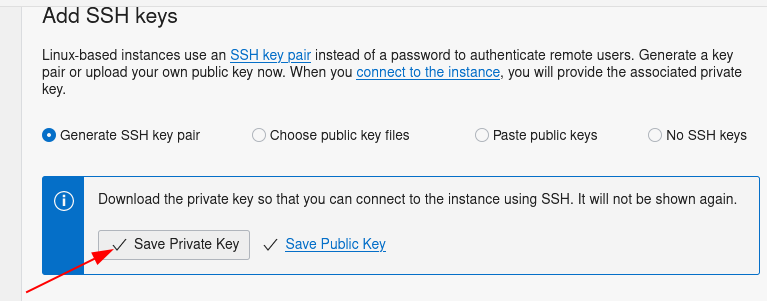 Add SSH keys
Linux-based instances use an SSH key pair instead of a password to authenticate remote users. Generate a key
pair or upload your own public key now. When you connect to the instance, you will provide the associated private
key.
Generate SSH key pair Choose public key files Paste public keys No SSH keys
Download the private key so that you can connect to the instance using SSH. It will not be shown again.
Save Private Key Save Public Key